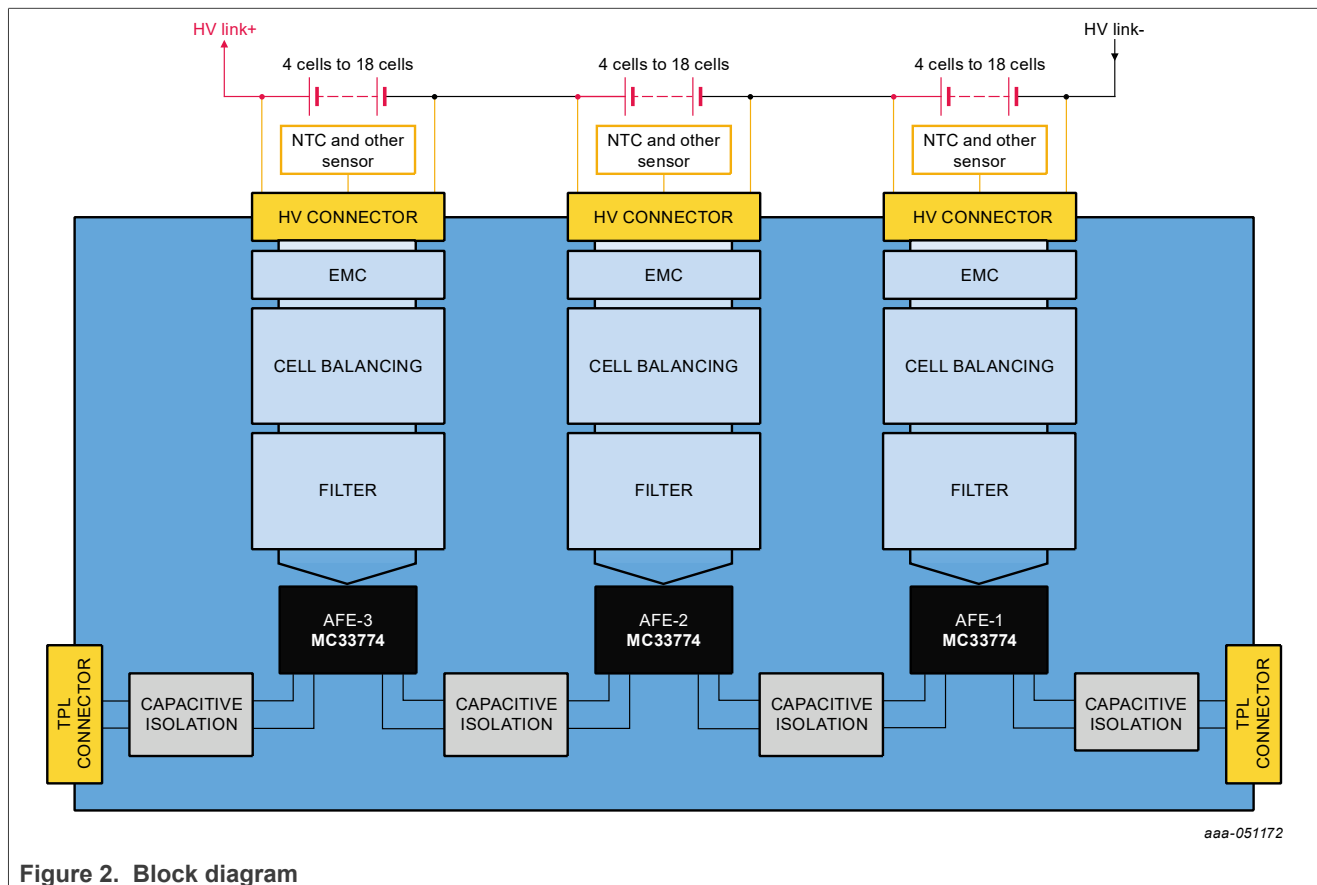 HV link+
HV link-
4 cells to 18 cells
4 cells to 18 cells
4 cells to 18 cells
NTC and other
sensor
NTC and other
sensor
NTC and other
sensor
HV CONNECTOR
HV CONNECTOR
HV CONNECTOR
EMC
EMC
EMC
CELL BALANCING
CELL BALANCING
CELL BALANCING
FILTER
FILTER
FILTER
AFE-3
MC33774
AFE-2
MC33774
AFE-1
MC33774
TPL
CONNECTOR
CAPACITIVE
ISOLATION
CAPACITIVE
ISOLATION
CAPACITIVE
ISOLATION
CAPACITIVE
ISOLATION
TPL
CONNECTOR
aaa-051172
Figure 2. Block diagram